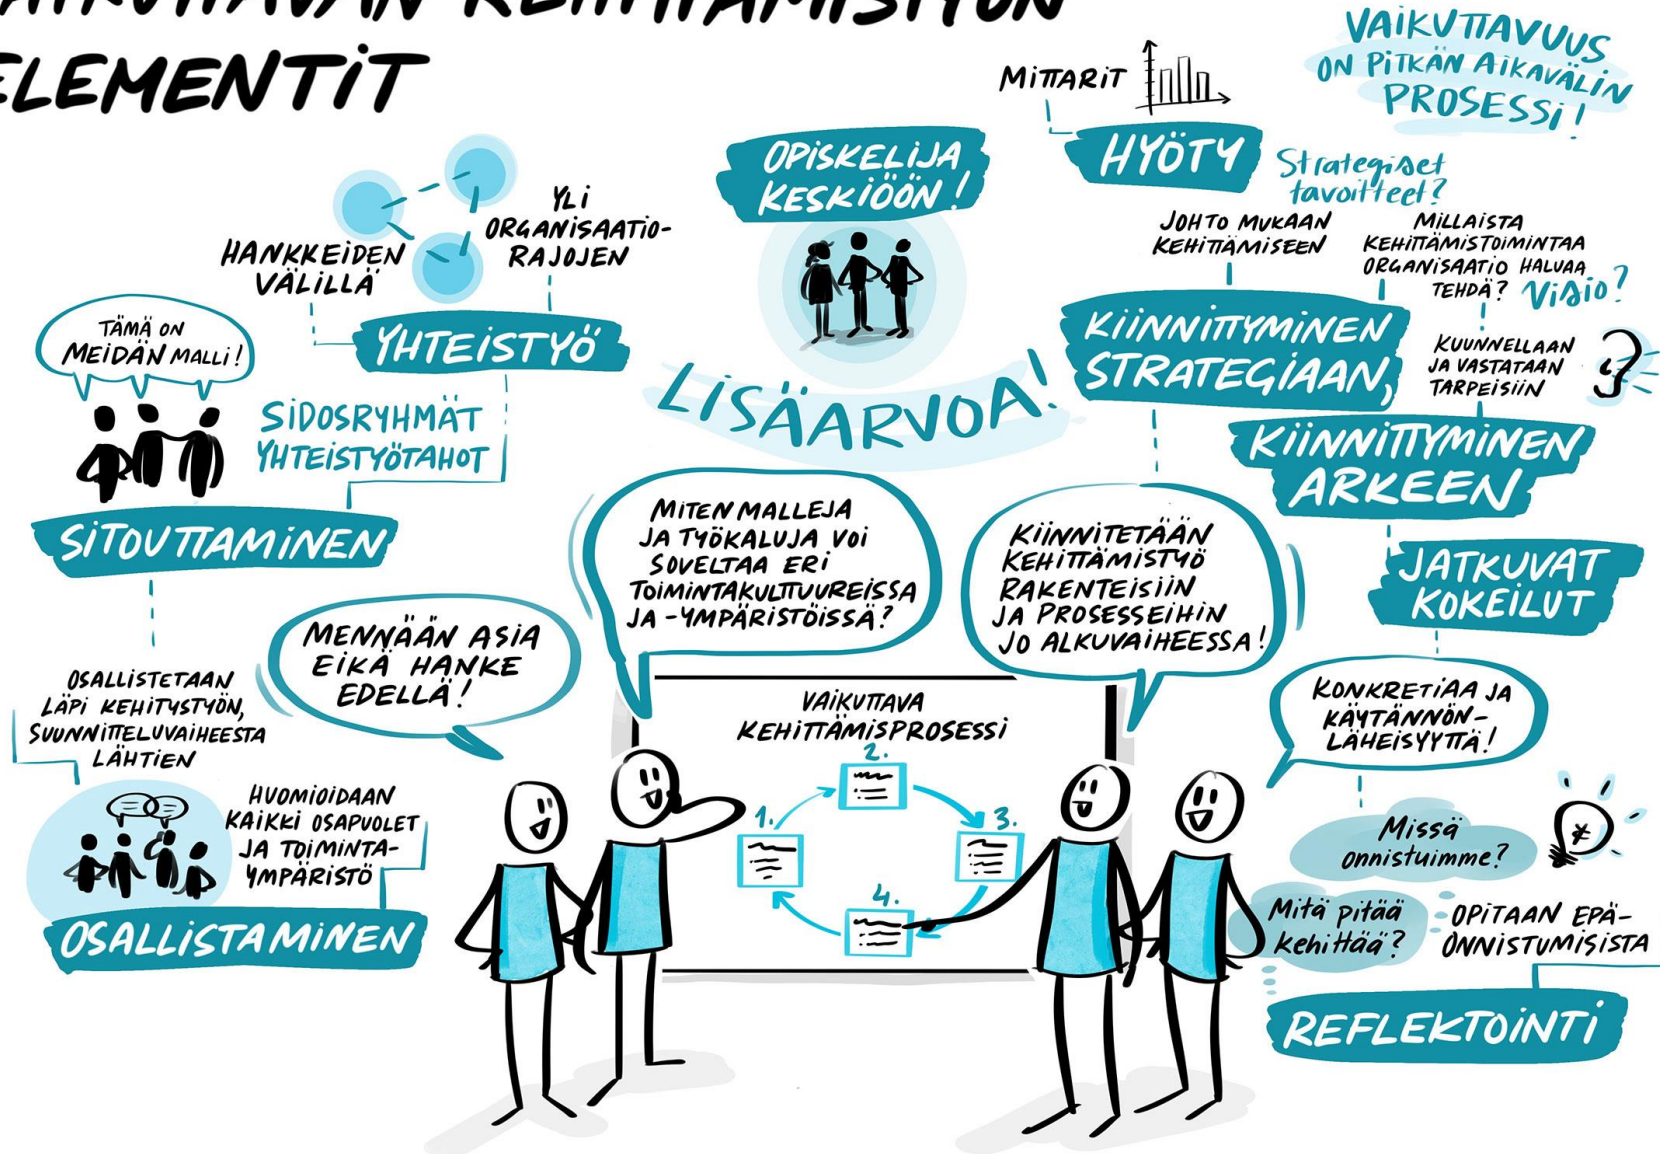 KEHITTÄMISTYÖN
ELEMENTIT
VAIKUTTAVUUS
ON PITKÄN AIKAVÄLIN
PROSESSI!
MITTARIT
HYÖTY
Strategiset
tavoitteet?
OPISKELIJA
KESKIÖÖN!
LISÄARVOA!
HANKKEIDEN
VÄLILLÄ
YLI
ORGANISAATIO-
RAJOJEN
YHTEISTYÖ
TÄMÄ ON
MEIDÄN MALLI!
SIDOSRYHMÄT
YHTEISTYÖTAHOT
SITOUTTAMINEN
JOHTO MUKAAN
KEHITTÄMISEEN
MILLAISTA
KEHITTÄMISTOIMINTAA
ORGANISAATIO HALUAA
TEHDÄ? Visio?
KIINNITTYMINEN
STRATEGIAAN,
KUUNNELLAAN
JA VASTATAAN
TARPEISIIN
KIINNITTYMINEN
ARKEEN
JATKUVAT
KOKEILUT
OSALLISTETAAN
LÄPI KEHITYSTYÖN,
SUUNNITTELUVAIHEESTA
LÄHTIEN
HUOMIOIDAAN
KAIKKI OSAPUOLET
JA TOIMINTA-
YMPÄRISTÖ
OSALLISTAMINEN
MENNÄÄN ASIA
EIKÄ HANKE
EDELLÄ!
MITEN MALLEJA
JA TYÖKALUJA VOI
SOVELTAA ERI
TOIMINTAKULTTUUREISSA
JA -YMPÄRISTÖISSÄ?
KIINNITETÄÄN
KEHITTÄMISTYÖ
RAKENTEISIIN
JA PROSESSEIHIN
JO ALKUVAIHEESSA!
KONKRETIAA JA
KÄYTÄNNÖN-
LÄHEISYYTTÄ!
VAIKUTTAVA
KEHITTÄMISPROSESSI
1.
2.
3.
4.
Missä
onnistuimme?
Mitä pitää
kehittää?
OPITAAN EPÄ-
ONNISTUMISISTA
REFLEKTOINTI